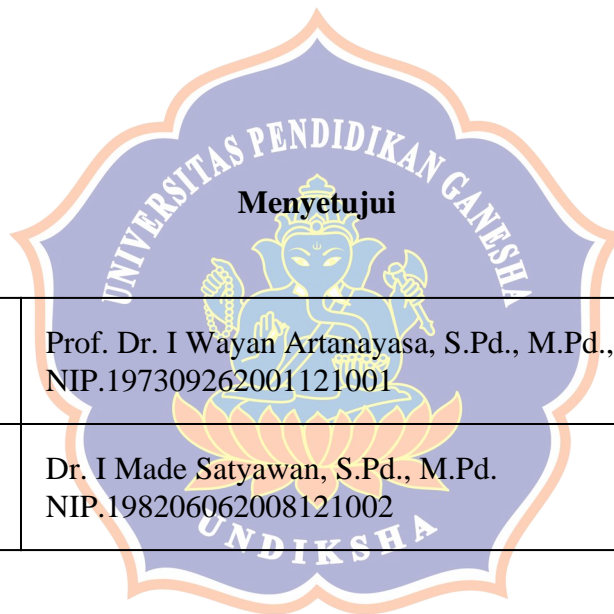 UNIVERSITAS PENDIDIKAN GANESHA
Menyetujui
Prof. Dr. I Wayan Artanayasa, S.Pd., M.Pd.,
NIP.197309262001121001
Dr. I Made Satyawan, S.Pd., M.Pd.
NIP.198206062008121002
UNDIKSHA